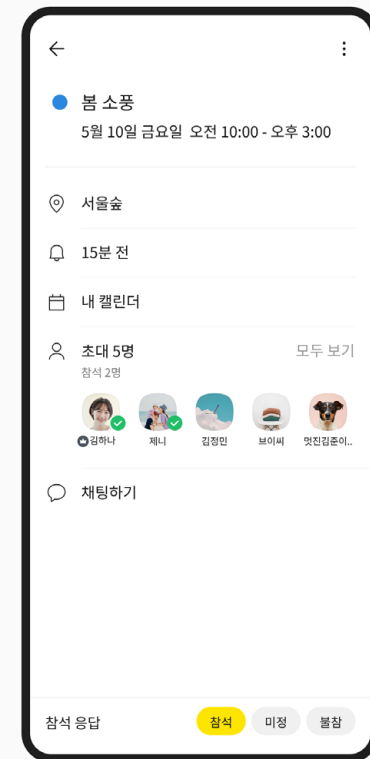 봄 소풍
5월 10일 금요일 오전 10:00 - 오후 3:00
서울숲
15분 전
내 캘린더
초대 5명 모두 보기
참석 2명
김하나 제니 김정민 브이씨 멋진김준이..
채팅하기
참석 응답 참석 미정 불참